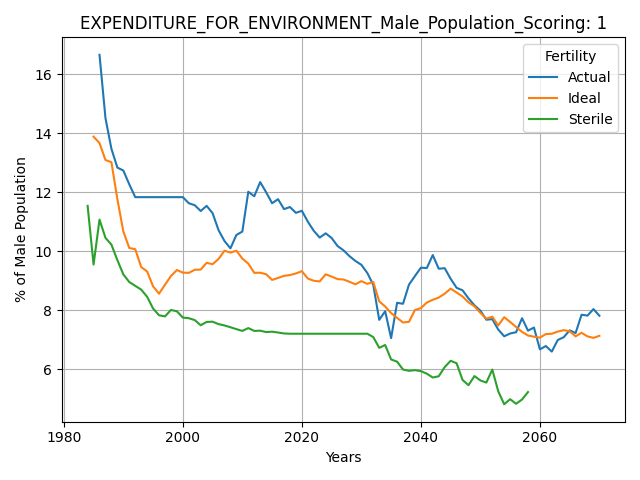 EXPENDITURE_FOR_ENVIRONMENT_Male_Population_Scoring: 1
Fertility
Actual
Ideal
Sterile
% of Male Population
16
14
12
10
8
6
1980 2000 2020 2040 2060
Years